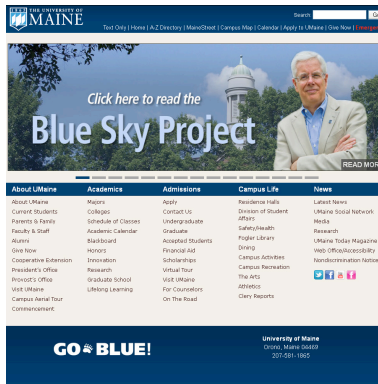 THE UNIVERSITY OF
MAINE
Search:
Text Only | Home | A-Z Directory | MaineStreet | Campus Map | Calendar | Apply to UMaine | Give Now |
Click here to read the
Blue Sky Project
READ MOR
About UMaine
About UMaine
Current Students
Parents & Family
Faculty & Staff
Alumni
Give Now
Cooperative Extension
President's Office
Provost's Office
Visit UMaine
Campus Aerial Tour
Commencement
Academics
Majors
Colleges
Schedule of Classes
Academic Calendar
Blackboard
Honors
Innovation
Research
Graduate School
Lifelong Learning
Admissions
Apply
Contact Us
Undergraduate
Graduate
Accepted Students
Financial Aid
Scholarships
Virtual Tour
Visit UMaine
For Counselors
On The Road
Campus Life
Residence Halls
Division of Student
Affairs
Safety/Health
Fogler Library
Dining
Campus Activities
Campus Recreation
The Arts
Athletics
Clery Reports
News
Latest News
UMaine Social Network
Media
Research
UMaine Today Magazine
Web Office/Accessibility
Nondiscrimination Notice
GO BLUE!
University of Maine
Orono, Maine 04469
207-581-1865